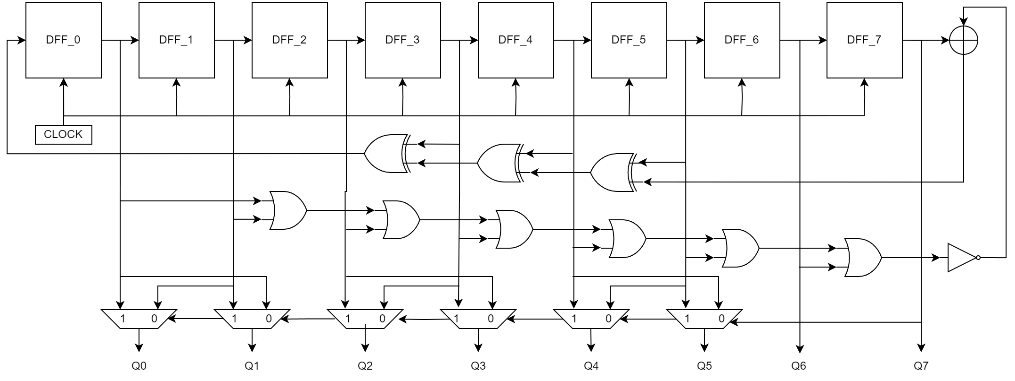 DFF_0 DFF_1 DFF_2 DFF_3 DFF_4 DFF_5 DFF_6 DFF_7
CLOCK
1 0 1 0 1 0 1 0 1 0 1 0
Q0 Q1 Q2 Q3 Q4 Q5 Q6 Q7